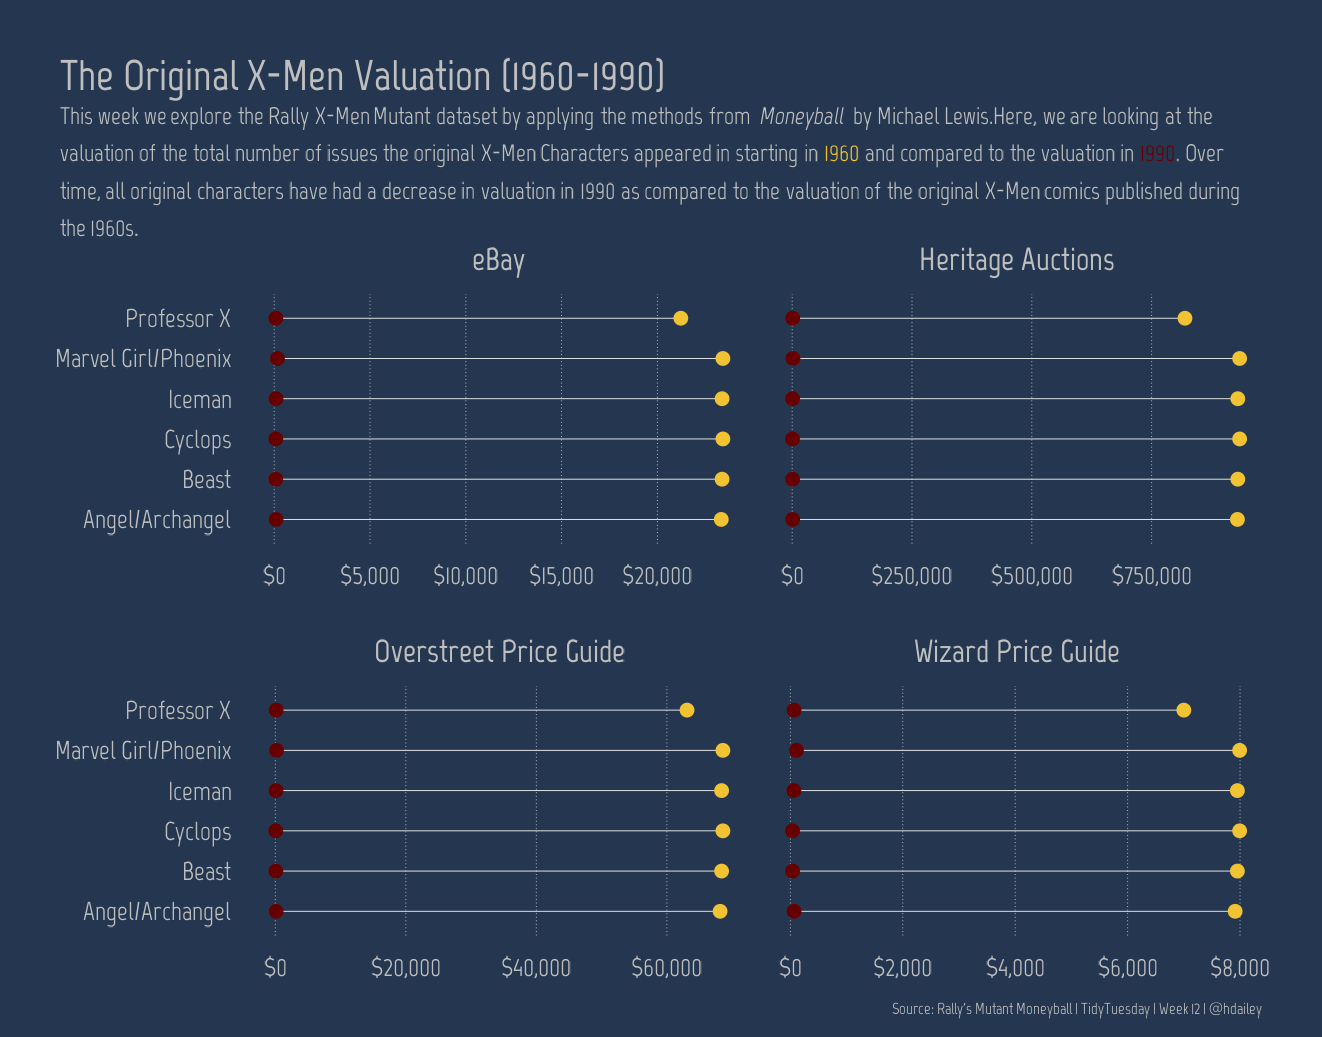 The Original X-Men Valuation (1960-1990)
This week we explore the Rally X-Men Mutant dataset by applying the methods from Moneyball by Michael Lewis.Here, we are looking at the
valuation of the total number of issues the original X-Men Characters appeared in starting in 1960 and compared to the valuation in 1990. Over
time, all original characters have had a decrease in valuation in 1990 as compared to the valuation of the original X-Men comics published during
the 1960s.
eBay
Heritage Auctions
Professor X
Marvel Girl/Phoenix
Iceman
Cyclops
Beast
Angel/Archangel
$0 $5,000 $10,000 $15,000 $20,000
$0 $250,000 $500,000 $750,000
Overstreet Price Guide
Wizard Price Guide
Professor X
Marvel Girl/Phoenix
Iceman
Cyclops
Beast
Angel/Archangel
$0 $20,000 $40,000 $60,000
$0 $2,000 $4,000 $6,000 $8,000
Source: Rally's Mutant Moneyball | TidyTuesday | Week 12 | @hdailey